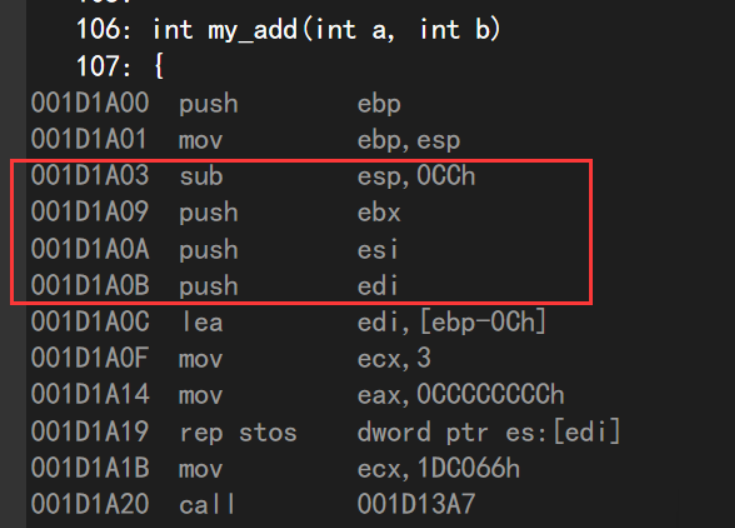 106: int my_add(int a, int b)
107: {
001D1A00 push ebp
001D1A01 mov ebp,esp
001D1A03 sub esp,0CCh
001D1A09 push ebx
001D1A0A push esi
001D1A0B push edi
001D1A0C lea edi,[ebp-0Ch]
001D1A0F mov ecx,3
001D1A14 mov eax,0CCCCCCCCh
001D1A19 rep stos dword ptr es:[edi]
001D1A1B mov ecx,1DC066h
001D1A20 call 001D13A7